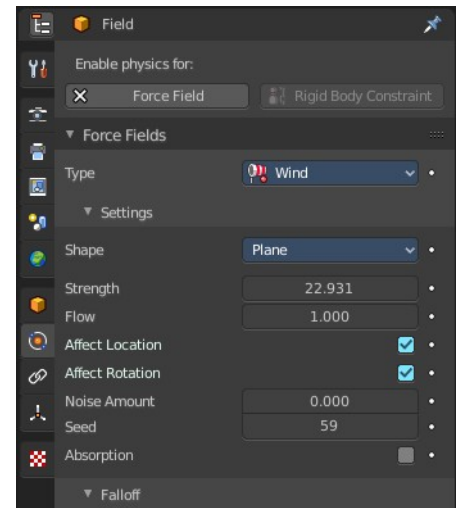 Field
Enable physics for:
Force Field Rigid Body Constraint
Force Fields
Type Wind
Settings
Shape Plane
Strength 22.931
Flow 1.000
Affect Location
Affect Rotation
Noise Amount 0.000
Seed 59
Absorption
Falloff